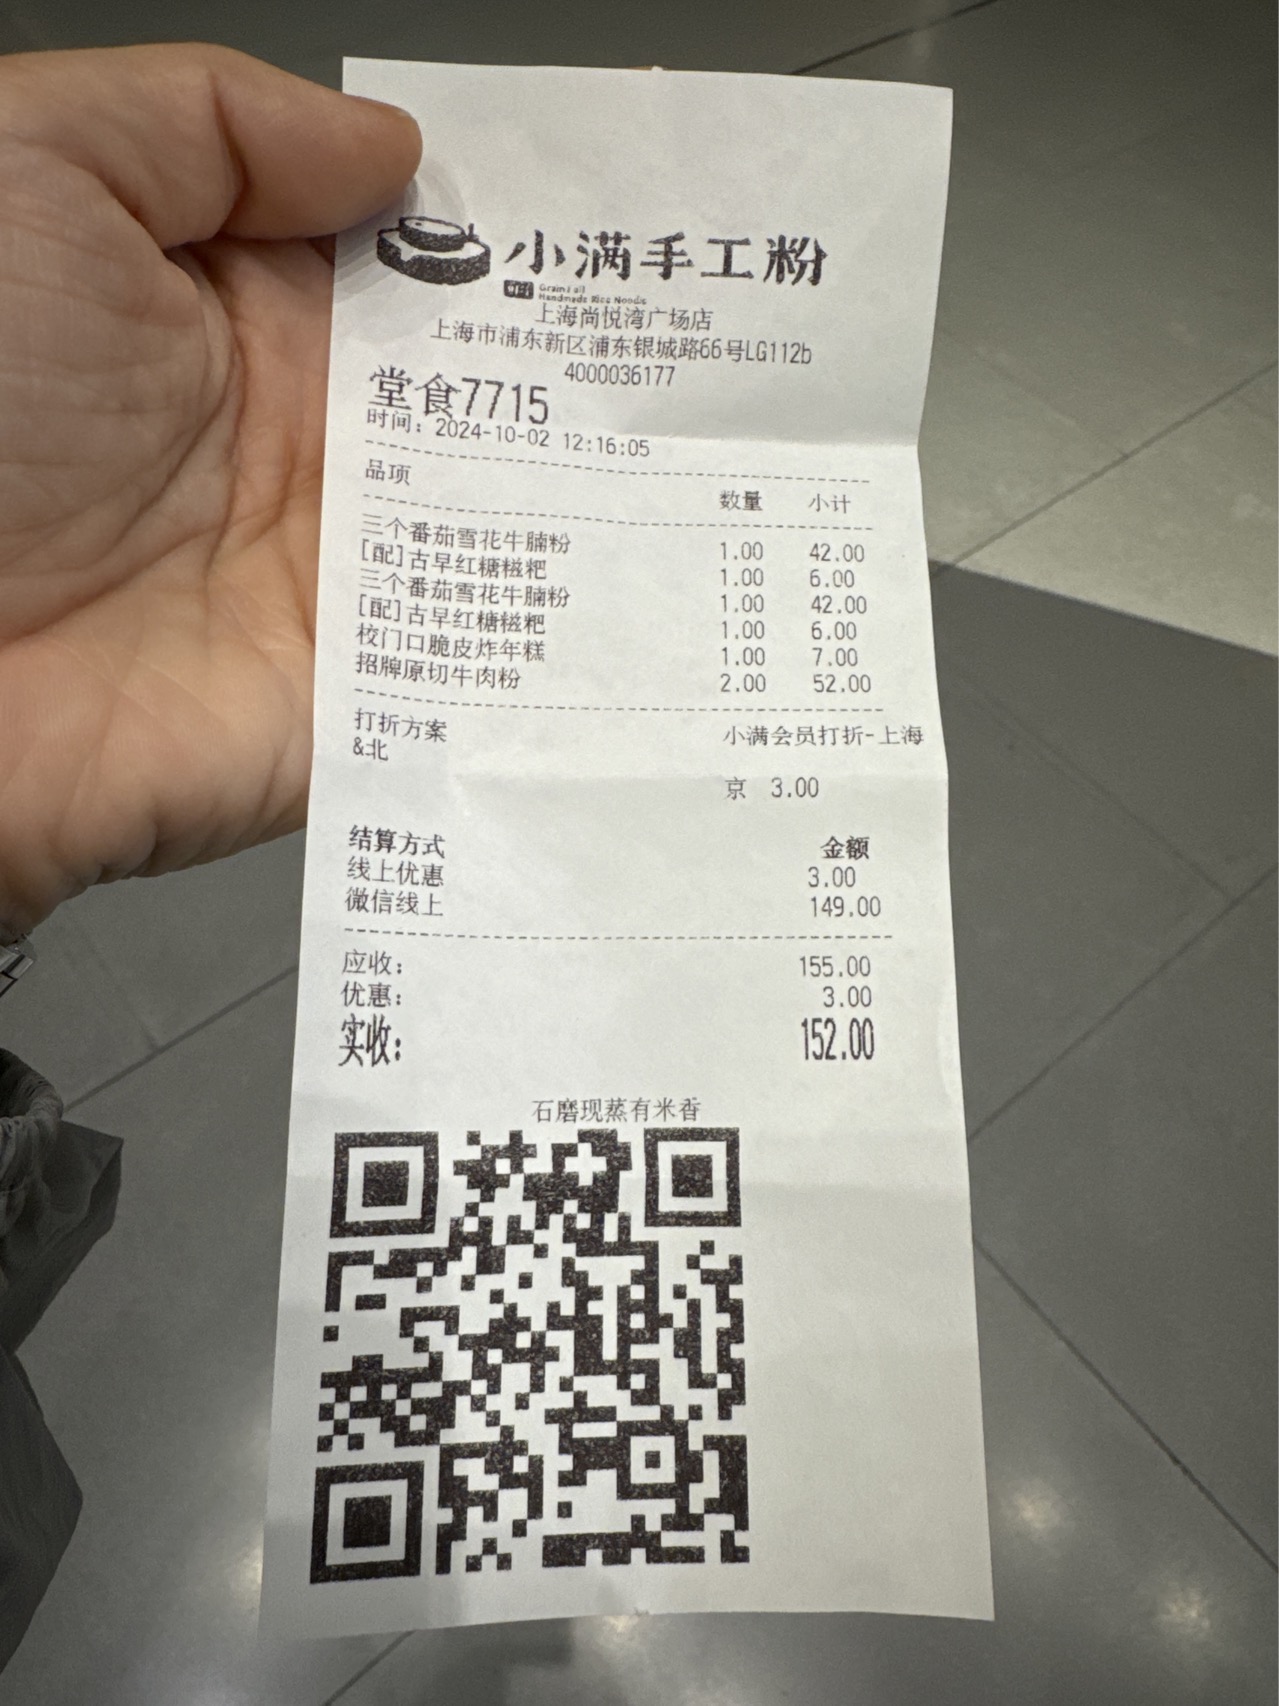 小满手工粉
Grain Full
Handmade Rice Noodle
上海尚悦湾广场店
上海市浦东新区浦东银城路66号LG112b
4000036177
堂食7715
时间：2024-10-02 12:16:05
品项 数量 小计
三个番茄雪花牛腩粉 1.00 42.00
[配]古早红糖糍粑 1.00 6.00
三个番茄雪花牛腩粉 1.00 42.00
[配]古早红糖糍粑 1.00 6.00
校门口脆皮炸年糕 1.00 7.00
招牌原切牛肉粉 2.00 52.00
打折方案 小满会员打折-上海
&北
京 3.00
结算方式 金额
线上优惠 3.00
微信线上 149.00
应收： 155.00
优惠： 3.00
实收： 152.00
石磨现蒸有米香